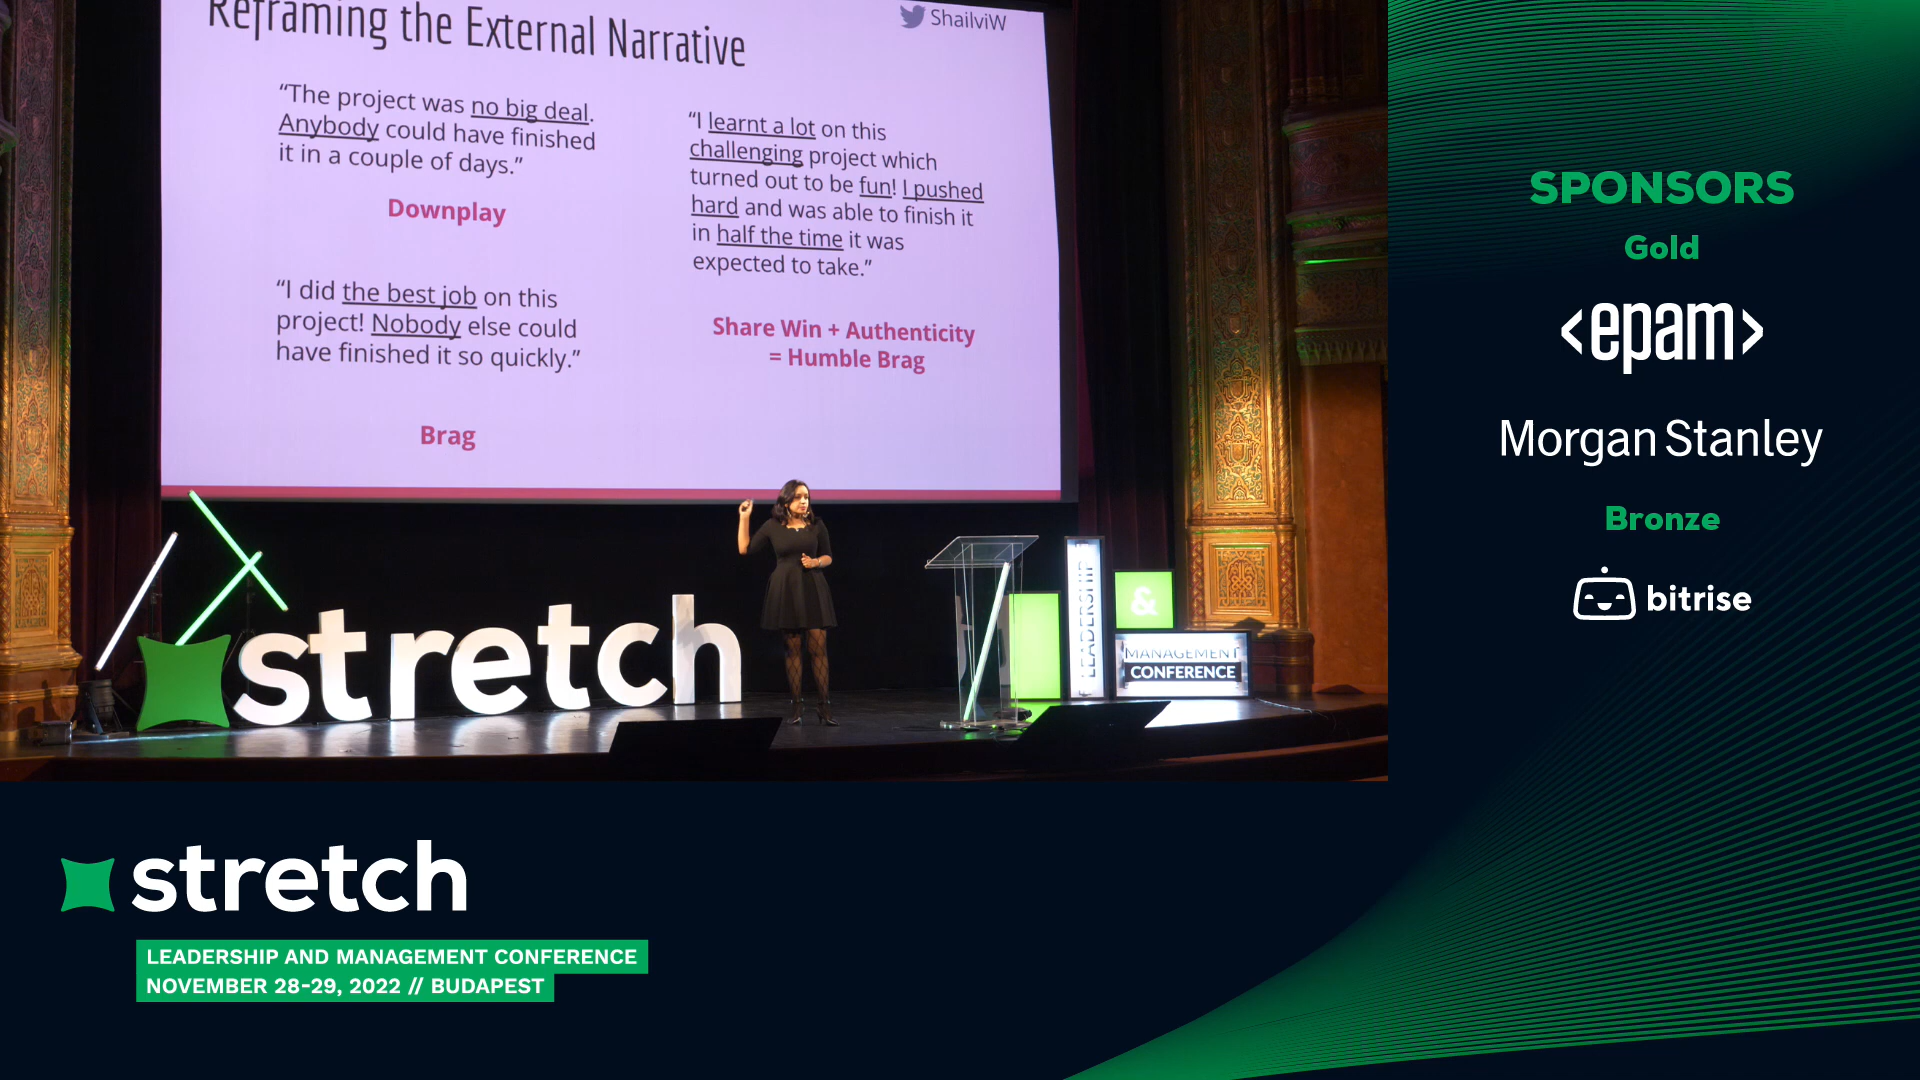 Reframing the External Narrative
ShailviW
“The project was no big deal.
Anybody could have finished
it in a couple of days.”
Downplay
“I did the best job on this
project! Nobody else could
have finished it so quickly.”
Brag
“I learnt a lot on this
challenging project which
turned out to be fun! I pushed
hard and was able to finish it
in half the time it was
expected to take.”
Share Win + Authenticity
= Humble Brag
stretch
LEADERSHIP
&
MANAGEMENT
CONFERENCE
SPONSORS
Gold
<epam>
Morgan Stanley
Bronze
bitrise
stretch
LEADERSHIP AND MANAGEMENT CONFERENCE
NOVEMBER 28-29, 2022 // BUDAPEST